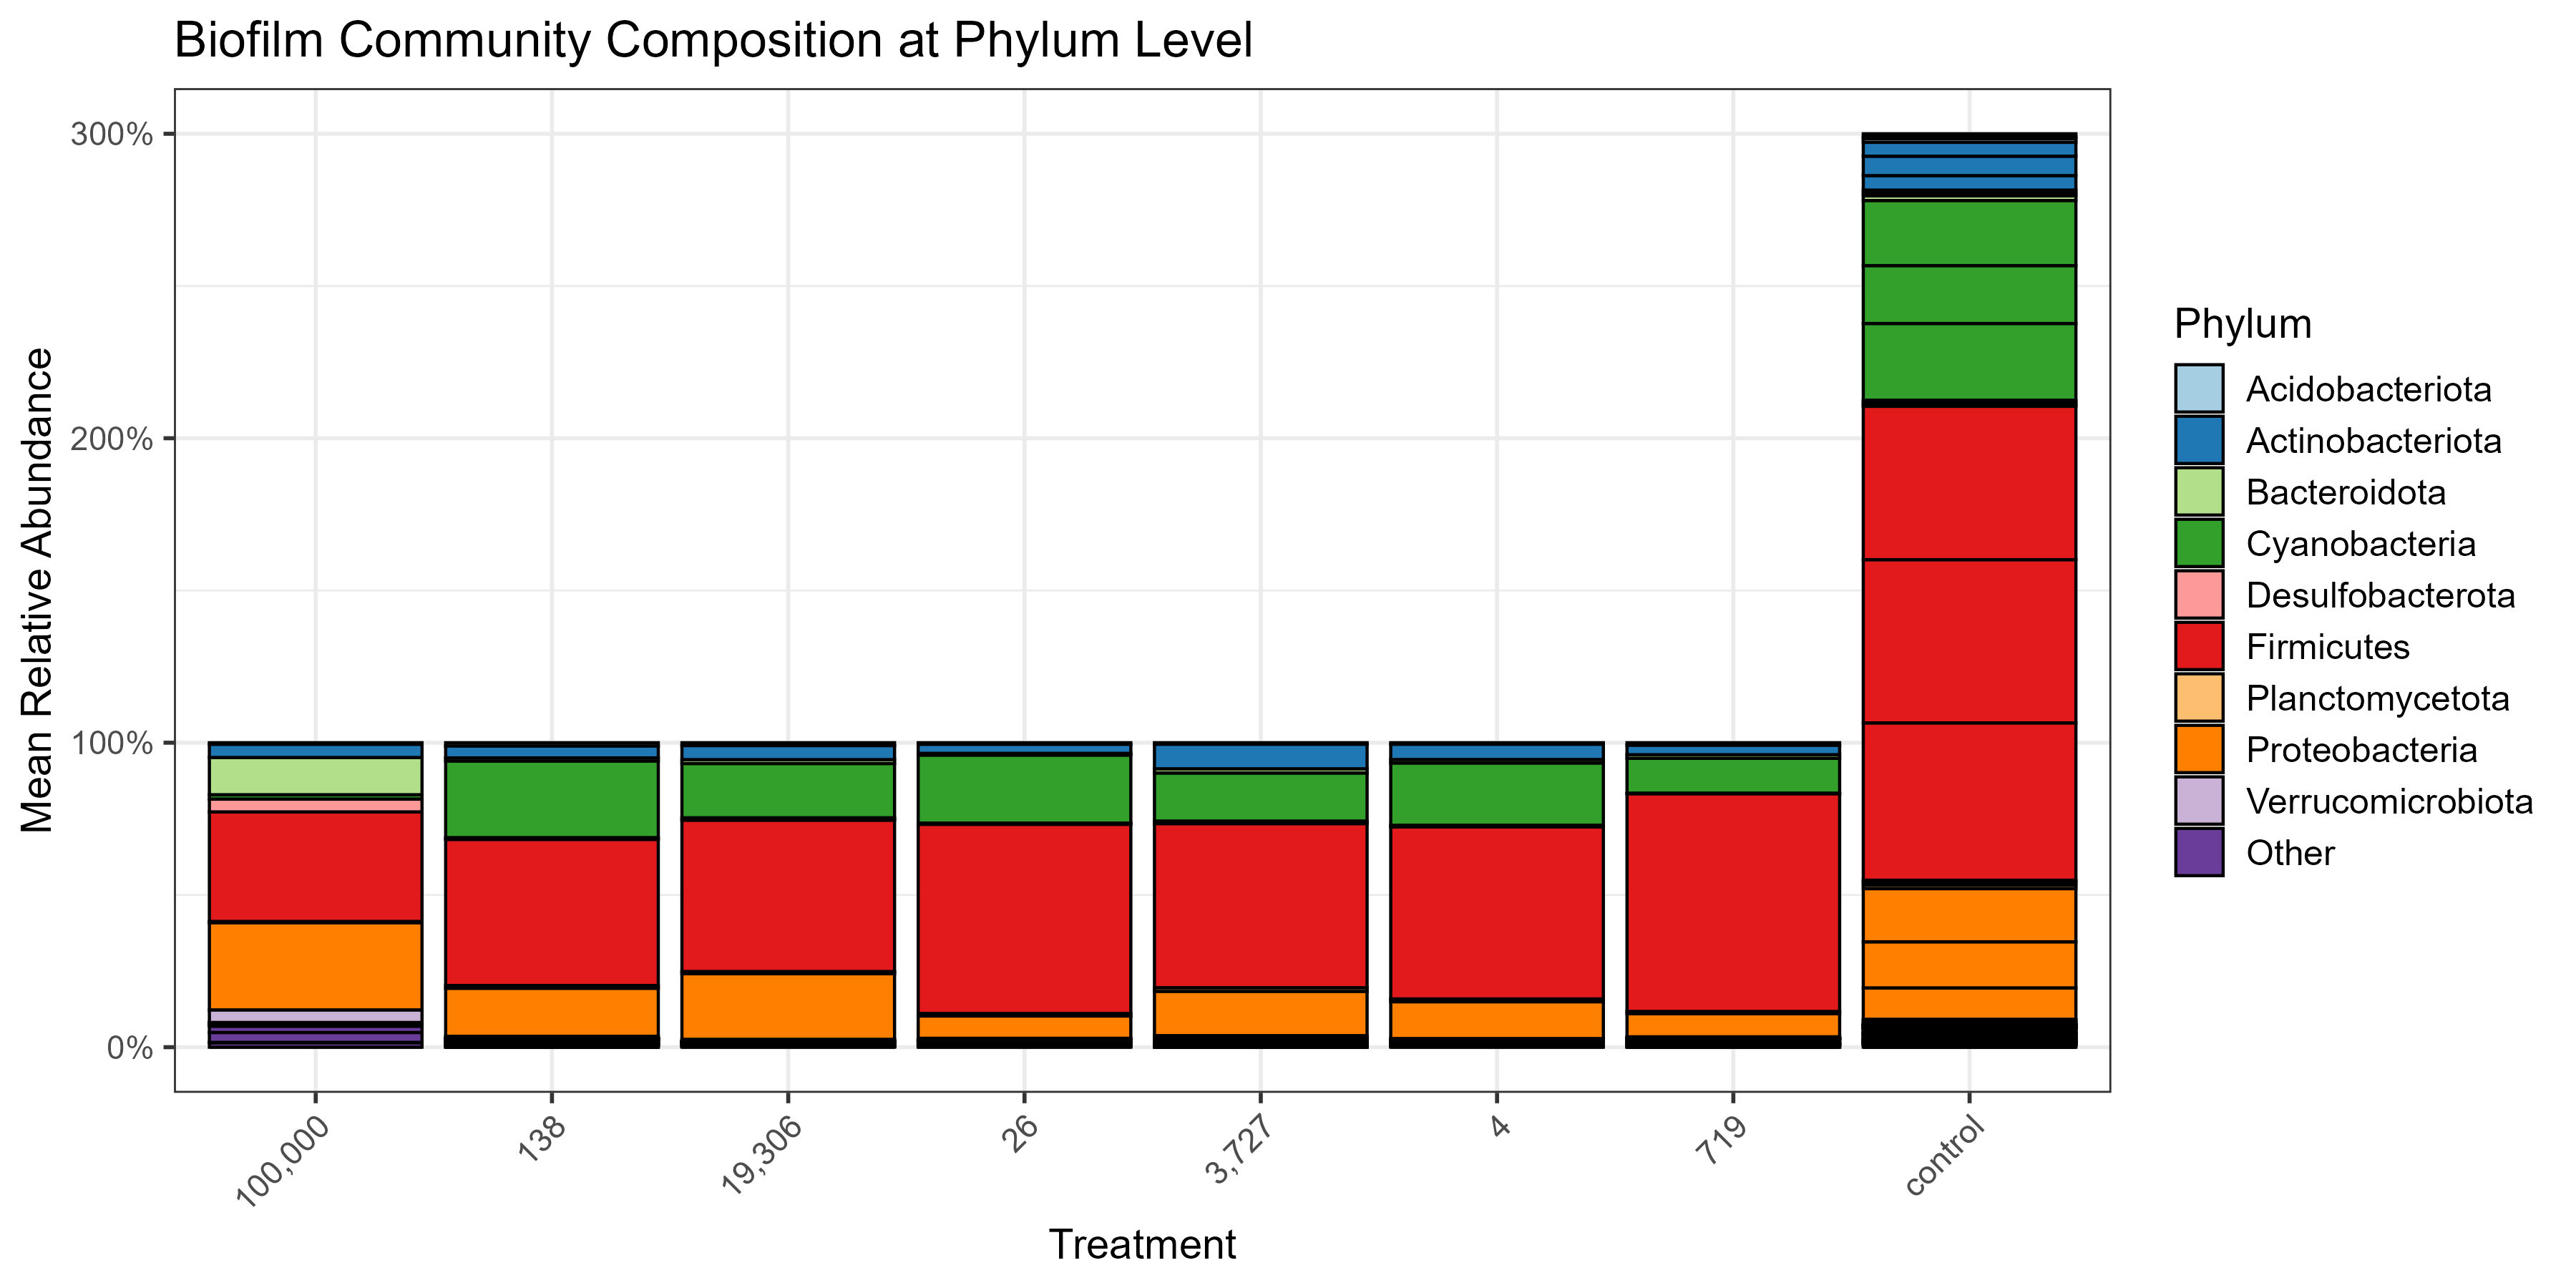 Biofilm Community Composition at Phylum Level
Mean Relative Abundance
300%
200%
100%
0%
100,000
138
19,306
26
3,727
4
719
control
Treatment
Phylum
Acidobacteriota
Actinobacteriota
Bacteroidota
Cyanobacteria
Desulfobacterota
Firmicutes
Planctomycetota
Proteobacteria
Verrucomicrobiota
Other